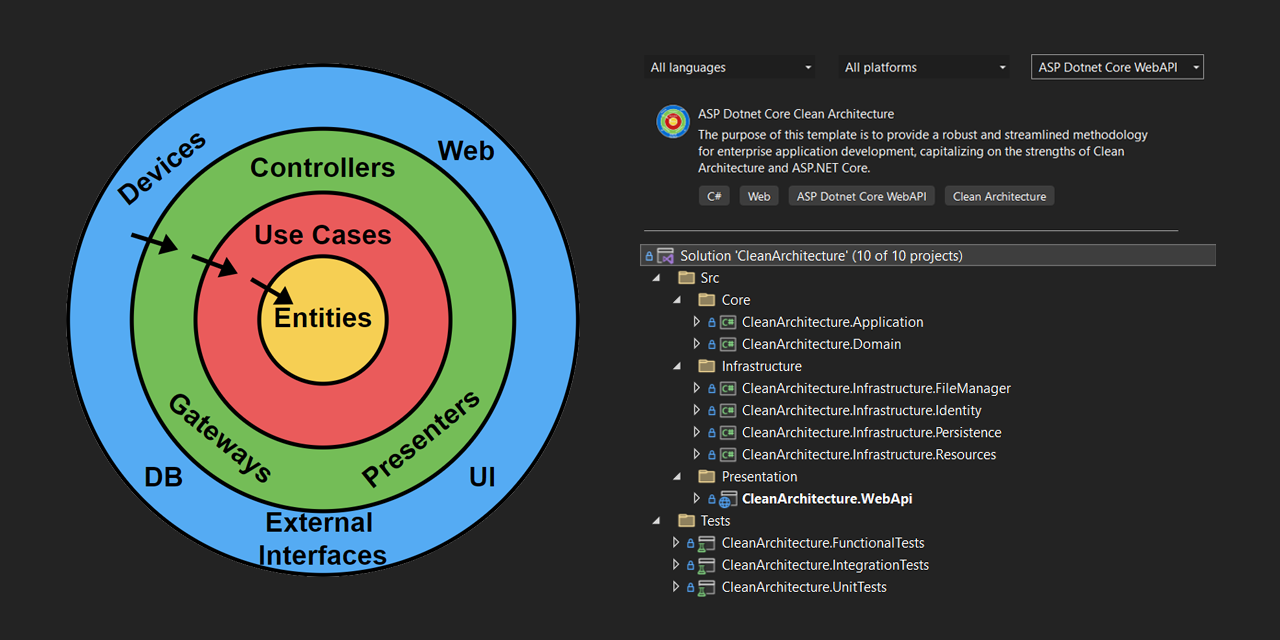 Devices
Web
Controllers
Use Cases
Entities
Gateways
Presenters
DB
UI
External
Interfaces
All languages
All platforms
ASP Dotnet Core WebAPI
ASP Dotnet Core Clean Architecture
The purpose of this template is to provide a robust and streamlined methodology
for enterprise application development, capitalizing on the strengths of Clean
Architecture and ASP.NET Core.
C#
Web
ASP Dotnet Core WebAPI
Clean Architecture
Solution 'CleanArchitecture' (10 of 10 projects)
Src
Core
C# CleanArchitecture.Application
C# CleanArchitecture.Domain
Infrastructure
C# CleanArchitecture.Infrastructure.FileManager
C# CleanArchitecture.Infrastructure.Identity
C# CleanArchitecture.Infrastructure.Persistence
C# CleanArchitecture.Infrastructure.Resources
Presentation
CleanArchitecture.WebApi
Tests
CleanArchitecture.FunctionalTests
CleanArchitecture.IntegrationTests
CleanArchitecture.UnitTests